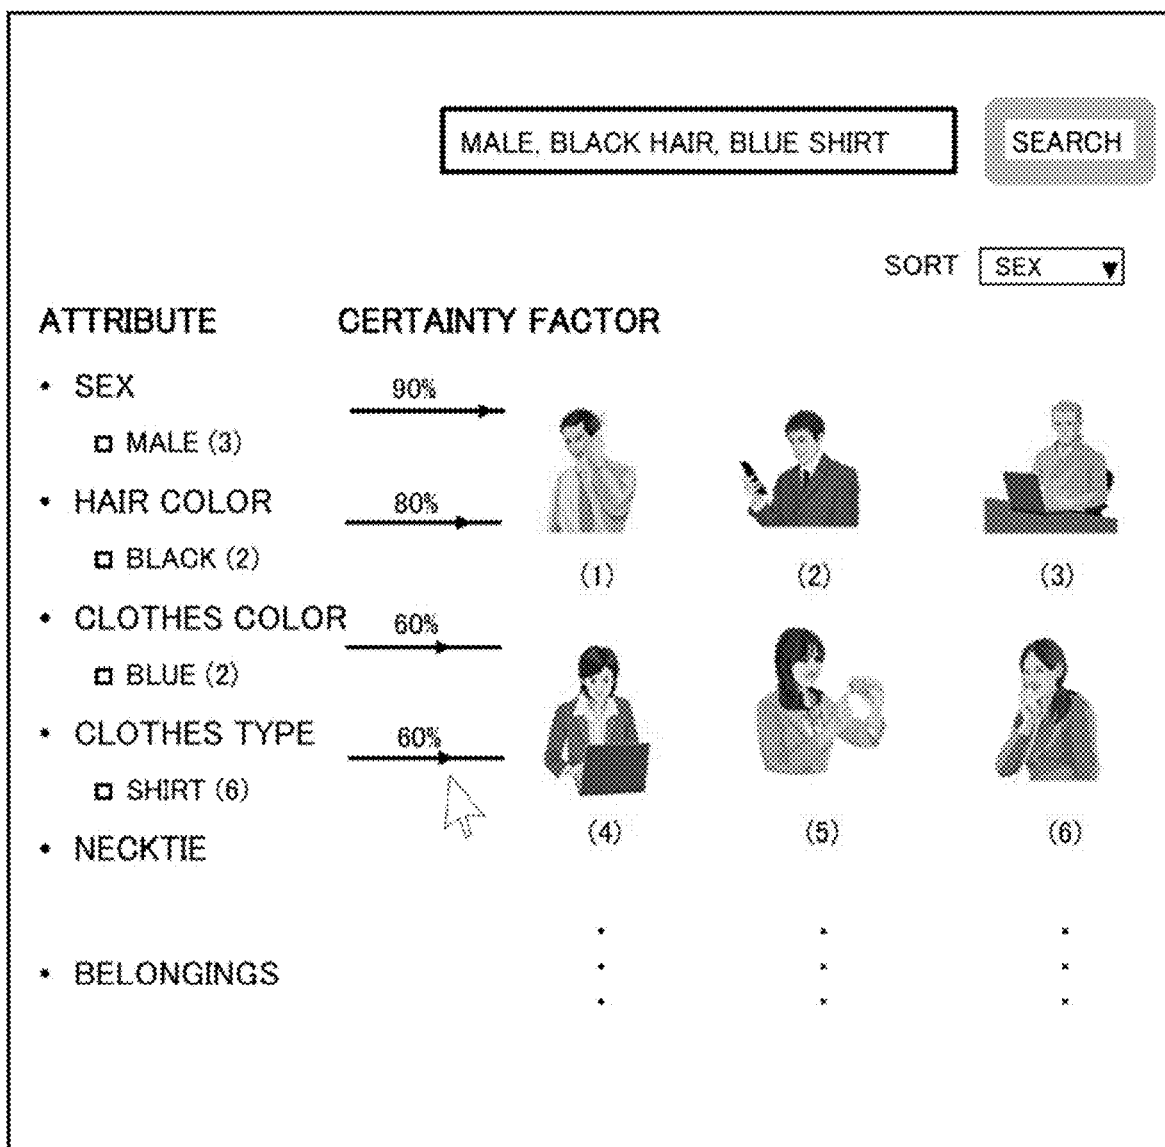 MALE, BLACK HAIR, BLUE SHIRT
SEARCH
SORT
SEX
ATTRIBUTE
CERTAINTY FACTOR
• SEX
90%
MALE (3)
• HAIR COLOR
80%
BLACK (2)
(1)
(2)
(3)
• CLOTHES COLOR
60%
BLUE (2)
• CLOTHES TYPE
60%
SHIRT (6)
(4)
(5)
(6)
• NECKTIE
• BELONGINGS